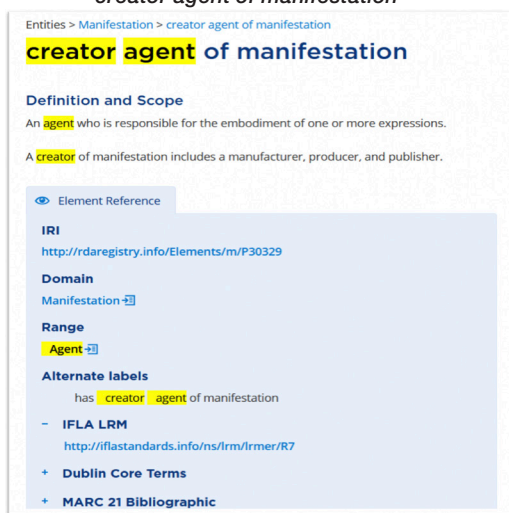 creator agent of manifestation
Entities > Manifestation > creator agent of manifestation
creator agent of manifestation
Definition and Scope
An agent who is responsible for the embodiment of one or more expressions.
A creator of manifestation includes a manufacturer, producer, and publisher.
Element Reference
IRI
http://rdaregistry.info/Elements/m/P30329
Domain
Manifestation
Range
Agent
Alternate labels
has creator agent of manifestation
− IFLA LRM
http://iflastandards.info/ns/lrm/lrmer/R7
+ Dublin Core Terms
+ MARC 21 Bibliographic